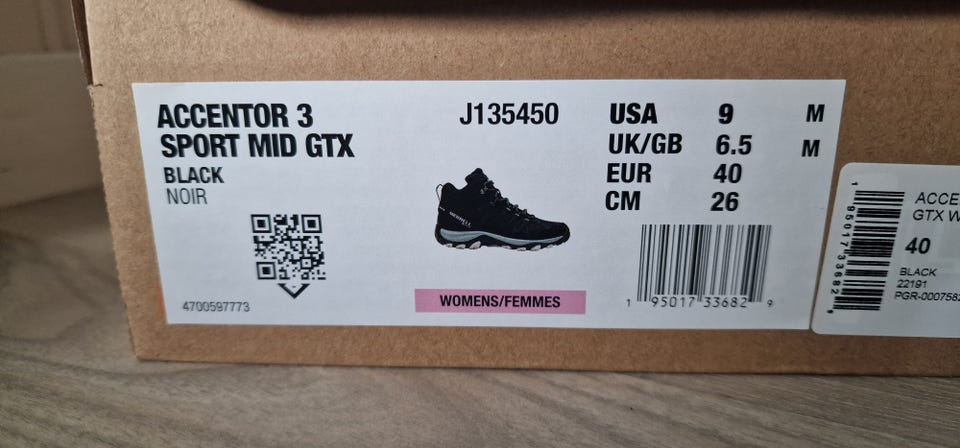 ACCENTOR 3
SPORT MID GTX
BLACK
NOIR
4700597773
J135450
MERRELL
WOMENS/FEMMES
USA 9 M
UK/GB 6.5 M
EUR 40
CM 26
1 95017 33682 9
195017336829
ACCE
GTX W
40
BLACK
22191
PGR-0007582